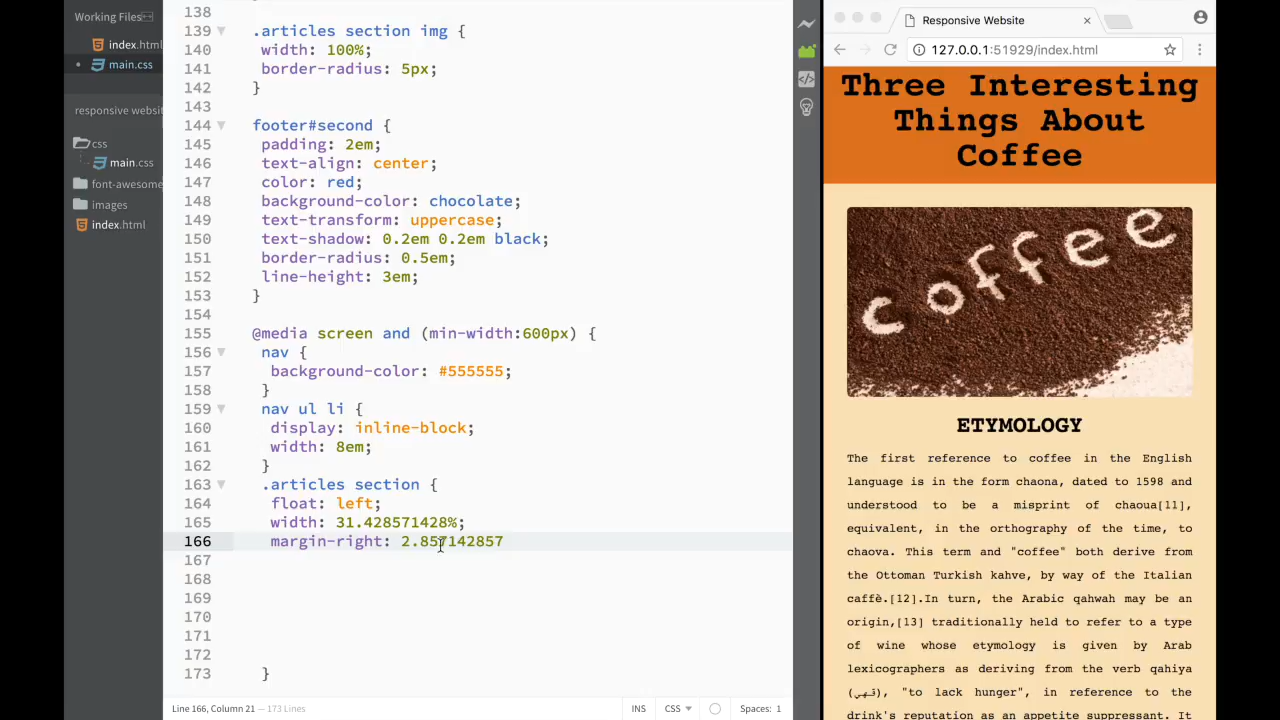 Working Files
index.html
main.css
responsive websit
css
main.css
font-awesome
images
index.html
138
139 .articles section img {
140 width: 100%;
141 border-radius: 5px;
142 }
143
144 footer#second {
145 padding: 2em;
146 text-align: center;
147 color: red;
148 background-color: chocolate;
149 text-transform: uppercase;
150 text-shadow: 0.2em 0.2em black;
151 border-radius: 0.5em;
152 line-height: 3em;
153 }
154
155 @media screen and (min-width:600px) {
156 nav {
157 background-color: #555555;
158 }
159 nav ul li {
160 display: inline-block;
161 width: 8em;
162 }
163 .articles section {
164 float: left;
165 width: 31.428571428%;
166 margin-right: 2.857142857
167
168
169
170
171
172
173 }
Line 166, Column 21 — 173 Lines
INS
CSS
Spaces: 1
Responsive Website
127.0.0.1:51929/index.html
Three Interesting
Things About
Coffee
coffee
ETYMOLOGY
The first reference to coffee in the English
language is in the form chaona, dated to 1598 and
understood to be a misprint of chaoua[11],
equivalent, in the orthography of the time, to
chaova. This term and "coffee" both derive from
the Ottoman Turkish kahve, by way of the Italian
caffè.[12].In turn, the Arabic qahwah may be an
origin,[13] traditionally held to refer to a type
of wine whose etymology is given by Arab
lexicographers as deriving from the verb qahiya
(قهي), "to lack hunger", in reference to the
drink's reputation as an appetite suppressant. It